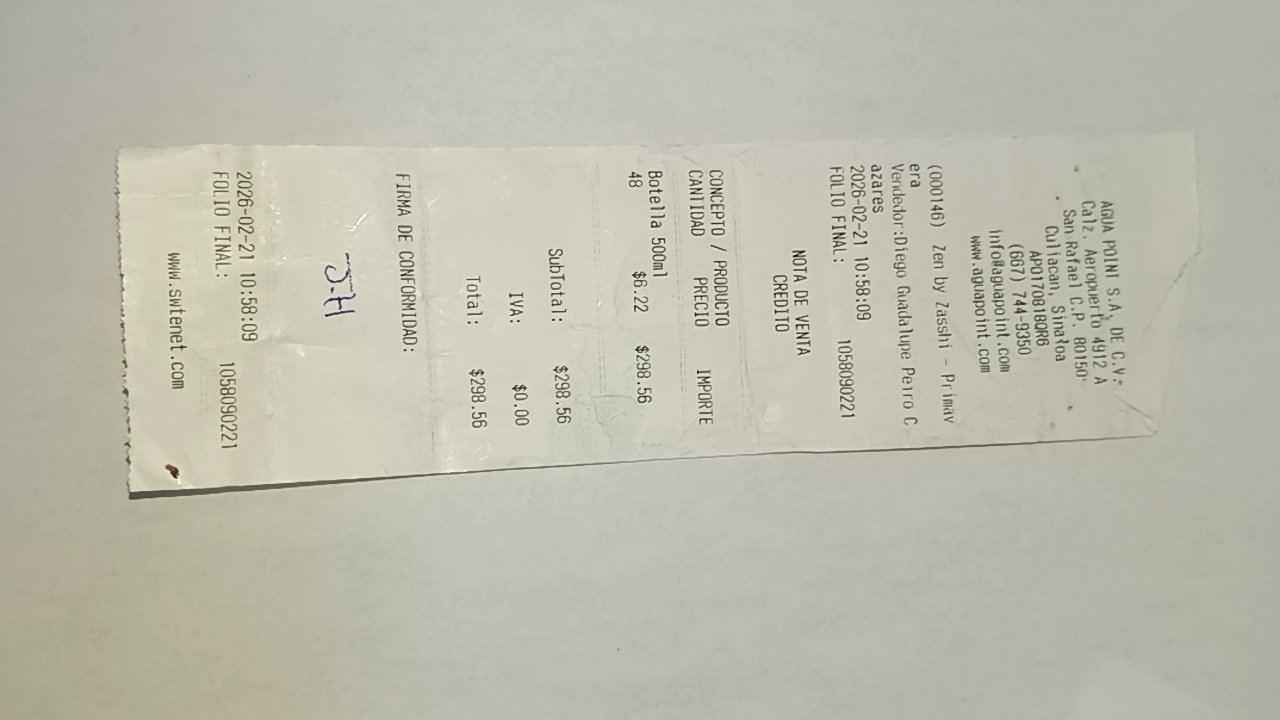 AGUA POINT S.A. DE C.V.
Calz. Aeropuerto 4912 A
San Rafael C.P. 80150
Culiacan, Sinaloa
APO170818QR6
(667) 744-9350
info@aguapoint.com
www.aguapoint.com
(000146) Zen by Zasshi - Primav
era
Vendedor:Diego Guadalupe Peiro C
azares
2026-02-21 10:58:09
FOLIO FINAL: 1058090221
NOTA DE VENTA
CREDITO
CONCEPTO / PRODUCTO
CANTIDAD PRECIO IMPORTE
Botella 500ml
48 $6.22 $298.56
SubTotal: $298.56
IVA: $0.00
Total: $298.56
FIRMA DE CONFORMIDAD:
2026-02-21 10:58:09
FOLIO FINAL: 1058090221
www.swtenet.com